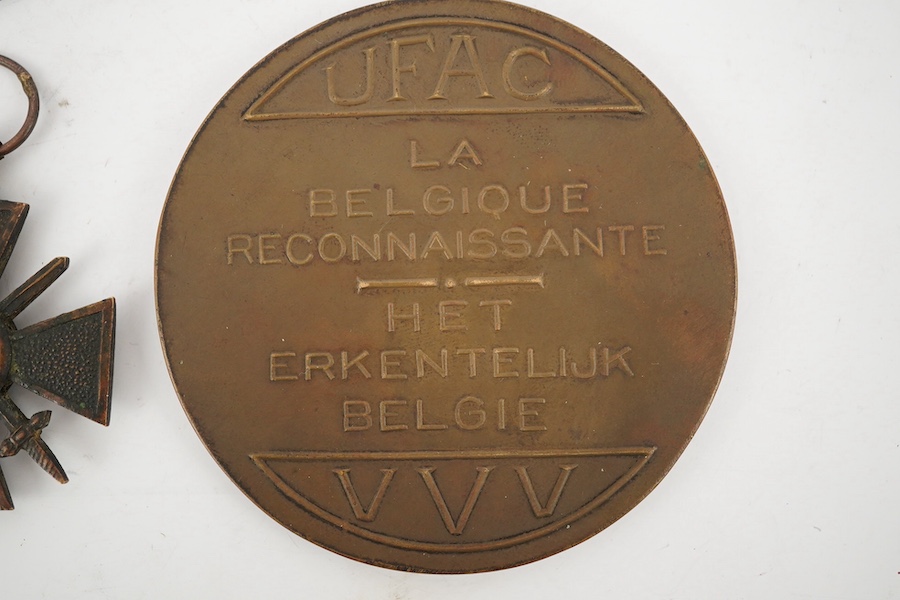 UFAC
LA
BELGIQUE
RECONNAISSANTE
HET
ERKENTELIJK
BELGIE
VVV